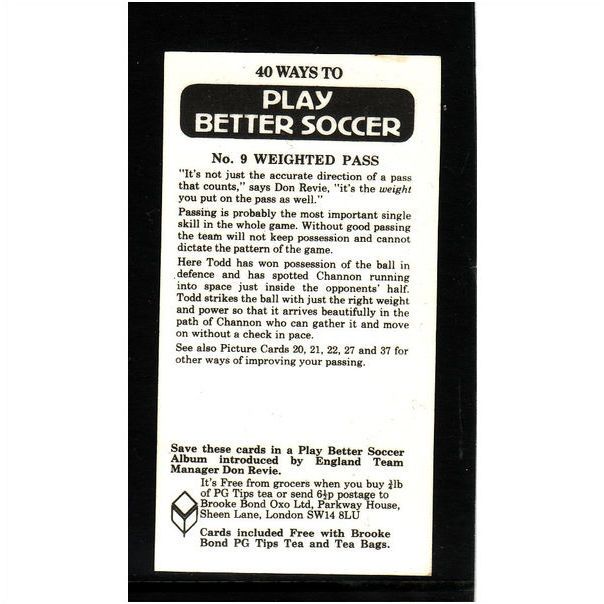 40 WAYS TO
PLAY
BETTER SOCCER
No. 9 WEIGHTED PASS
"It's not just the accurate direction of a pass
that counts," says Don Revie, "it's the weight
you put on the pass as well."
Passing is probably the most important single
skill in the whole game. Without good passing
the team will not keep possession and cannot
dictate the pattern of the game.
Here Todd has won possession of the ball in
defence and has spotted Channon running
into space just inside the opponents' half.
Todd strikes the ball with just the right weight
and power so that it arrives beautifully in the
path of Channon who can gather it and move
on without a check in pace.
See also Picture Cards 20, 21, 22, 27 and 37 for
other ways of improving your passing.
Save these cards in a Play Better Soccer
Album introduced by England Team
Manager Don Revie.
It's Free from grocers when you buy ¼lb
of PG Tips tea or send 6½p postage to
Brooke Bond Oxo Ltd, Parkway House,
Sheen Lane, London SW14 8LU
Cards included Free with Brooke
Bond PG Tips Tea and Tea Bags.